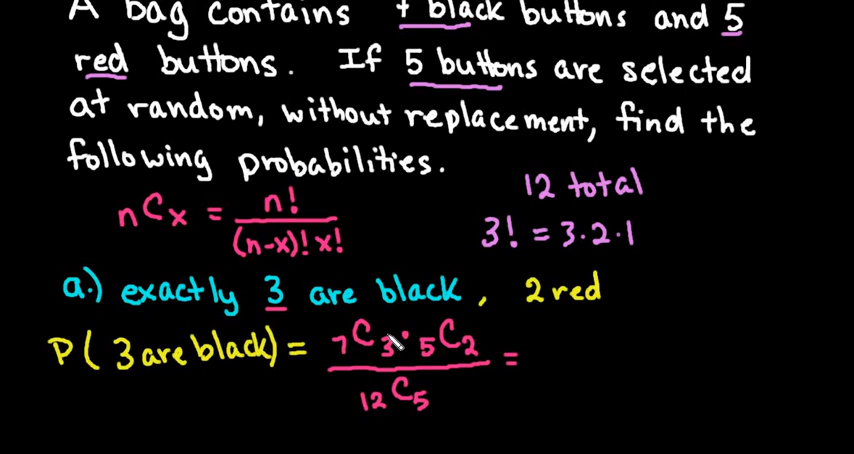 A bag contains 7 black buttons and 5
red buttons. If 5 buttons are selected
at random, without replacement, find the
following probabilities.
12 total
nCx = n! / (n-x)! x!
3! = 3·2·1
a.) exactly 3 are black, 2 red
P(3 are black) = 7C3 · 5C2 / 12C5 =